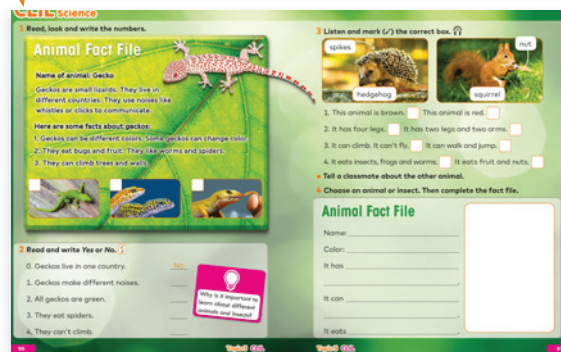 CLIL Science
1 Read, look and write the numbers.
Animal Fact File
Name of animal: Gecko
Geckos are small lizards. They live in
different countries. They use noises like
whistles or clicks to communicate.
Here are some facts about geckos:
1. Geckos can be different colors. Some geckos can change color.
2. They eat bugs and fruit. They like worms and spiders.
3. They can climb trees and walls.
2 Read and write Yes or No.
0. Geckos live in one country. No
1. Geckos make different noises.
2. All geckos are green.
3. They eat spiders.
4. They can't climb.
Why is it important to
learn about different
animals and insects?
96
Topic 8 CLIL
3 Listen and mark (✓) the correct box.
spikes
hedgehog
nut
squirrel
1. This animal is brown. This animal is red.
2. It has four legs. It has two legs and two arms.
3. It can climb. It can't fly. It can walk and jump.
4. It eats insects, frogs and worms. It eats fruit and nuts.
Tell a classmate about the other animal.
4 Choose an animal or insect. Then complete the fact file.
Animal Fact File
Name:
Color:
It has
It can
It eats
Topic 8 CLIL